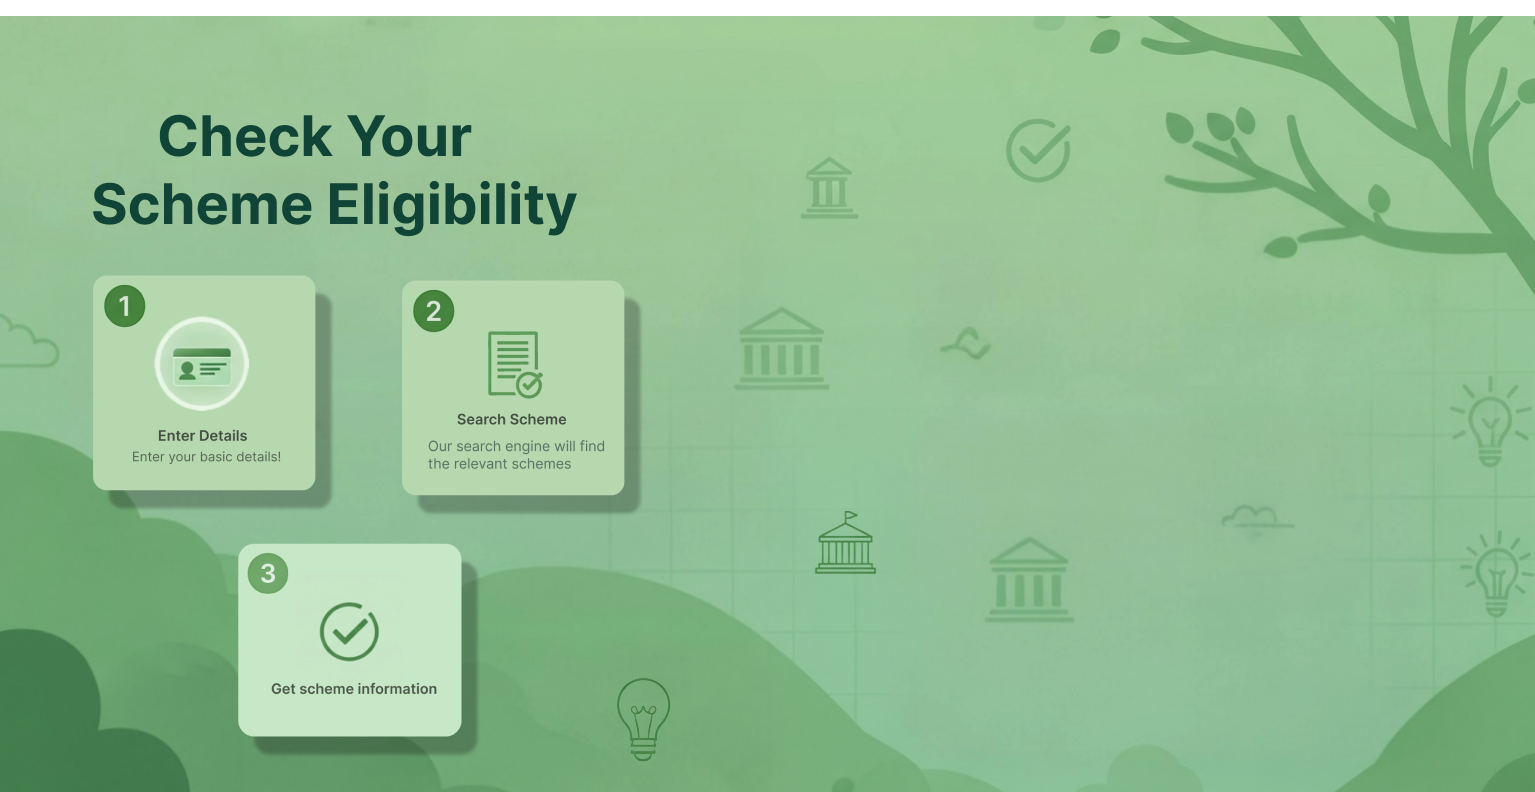 Check Your
Scheme Eligibility
1
Enter Details
Enter your basic details!
2
Search Scheme
Our search engine will find
the relevant schemes
3
Get scheme information